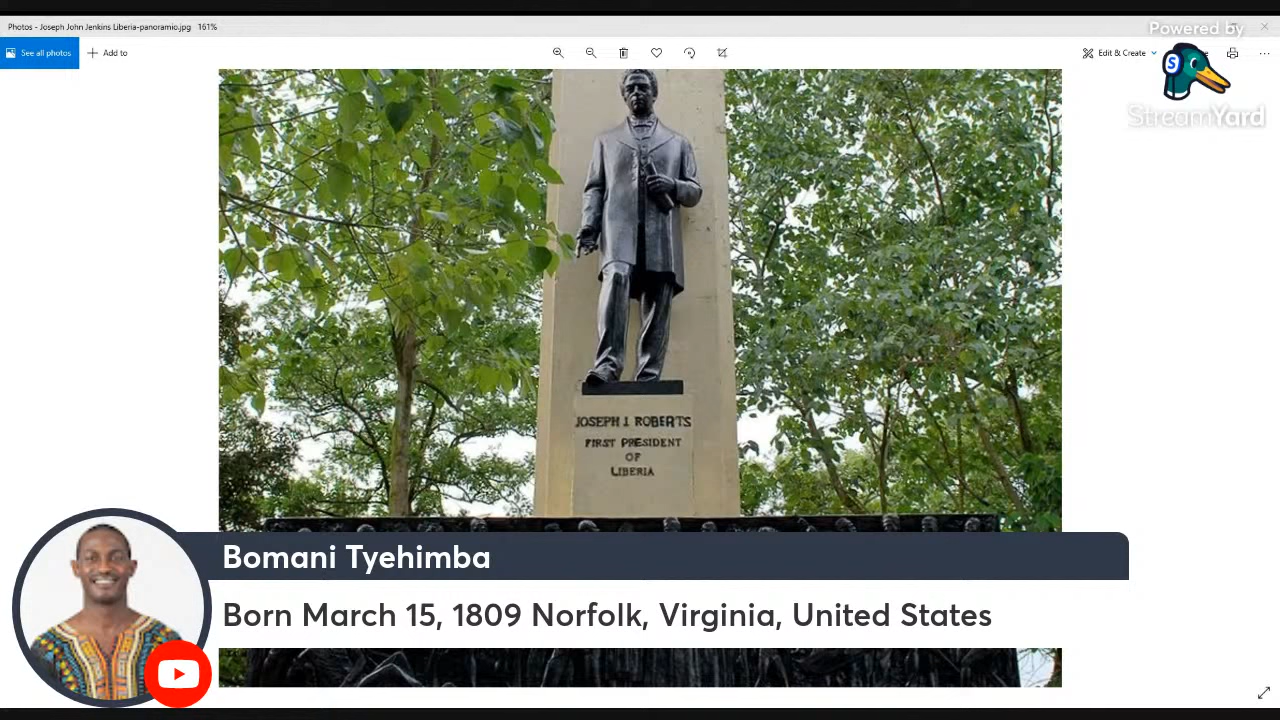 Photos - Joseph John Jenkins Liberia-panoramio.jpg 161%
Powered by
See all photos
Add to
Edit & Create
S
StreamYard
JOSEPH J. ROBERTS
FIRST PRESIDENT
OF
LIBERIA
Bomani Tyehimba
Born March 15, 1809 Norfolk, Virginia, United States